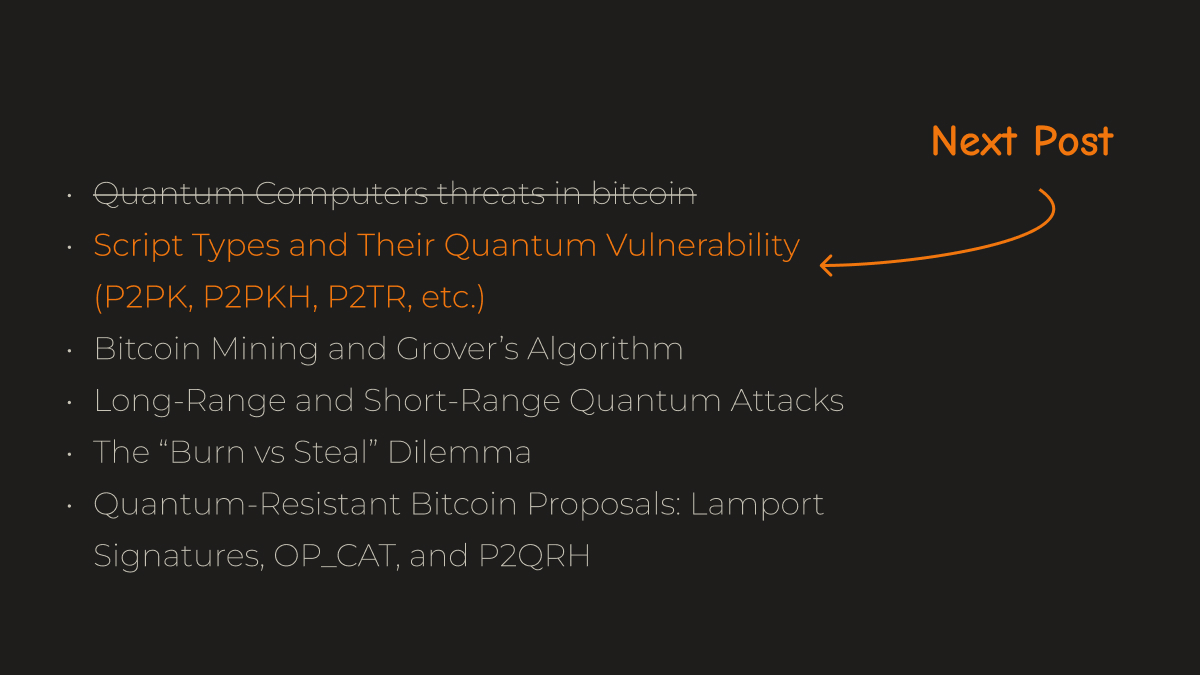 Next Post
• Quantum Computers threats in bitcoin
• Script Types and Their Quantum Vulnerability
(P2PK, P2PKH, P2TR, etc.)
• Bitcoin Mining and Grover’s Algorithm
• Long-Range and Short-Range Quantum Attacks
• The “Burn vs Steal” Dilemma
• Quantum-Resistant Bitcoin Proposals: Lamport
Signatures, OP_CAT, and P2QRH